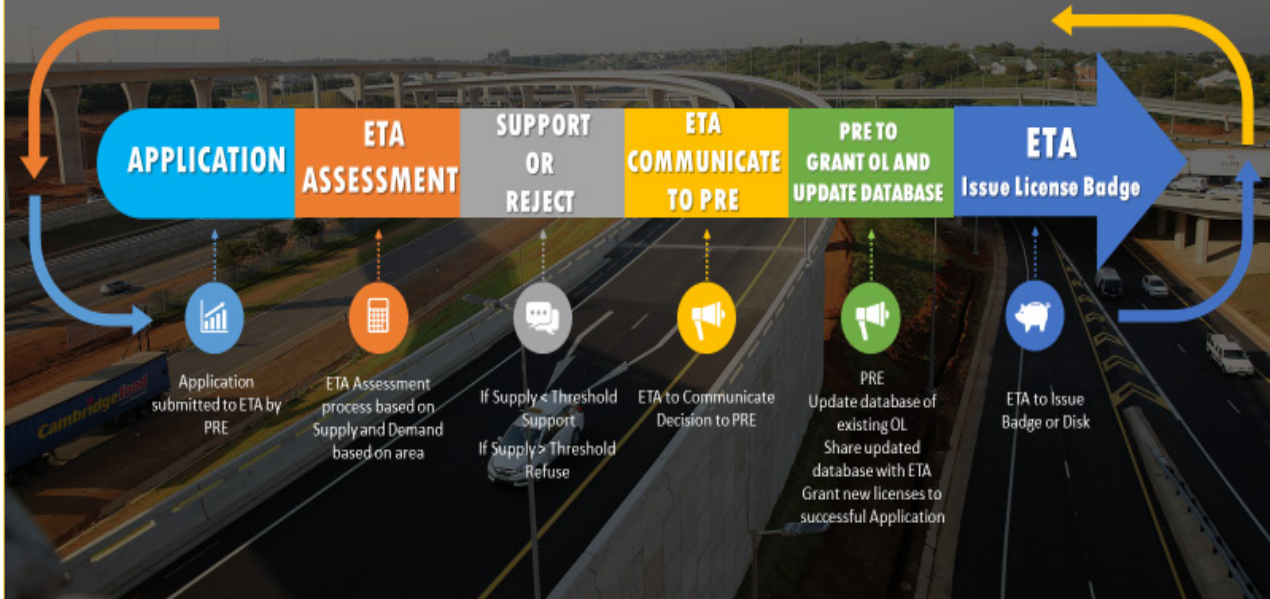 APPLICATION
ETA
ASSESSMENT
SUPPORT
OR
REJECT
ETA
COMMUNICATE
TO PRE
PRE TO
GRANT OL AND
UPDATE DATABASE
ETA
Issue License Badge
Application
submitted to ETA by
PRE
ETA Assessment
process based on
Supply and Demand
based on area
If Supply < Threshold
Support
If Supply > Threshold
Refuse
ETA to Communicate
Decision to PRE
PRE
Update database of
existing OL
Share updated
database with ETA
Grant new licenses to
successful Application
ETA to Issue
Badge or Disk
Cambridge food